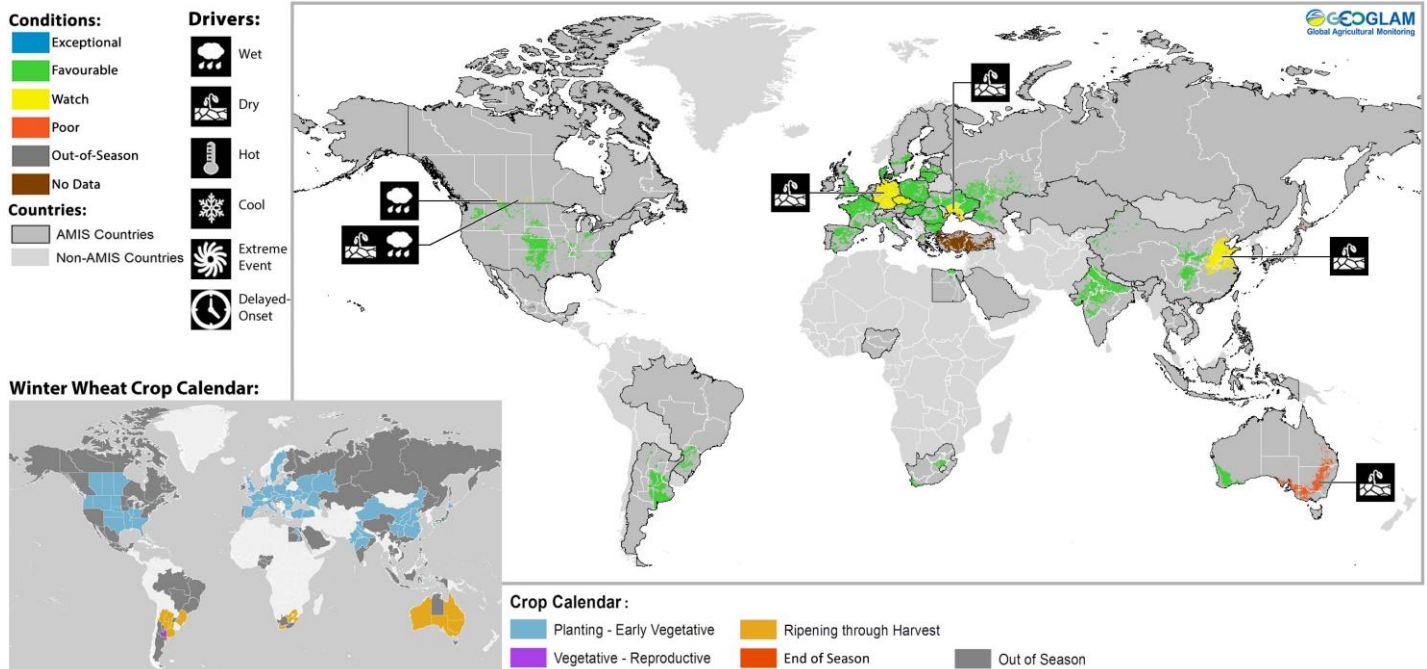 Conditions:
Exceptional
Favourable
Watch
Poor
Out-of-Season
No Data
Countries:
AMIS Countries
Non-AMIS Countries
Drivers:
Wet
Dry
Hot
Cool
Extreme
Event
Delayed-
Onset
GEOGLAM
Global Agricultural Monitoring
Winter Wheat Crop Calendar:
Crop Calendar :
Planting - Early Vegetative
Ripening through Harvest
Vegetative - Reproductive
End of Season
Out of Season